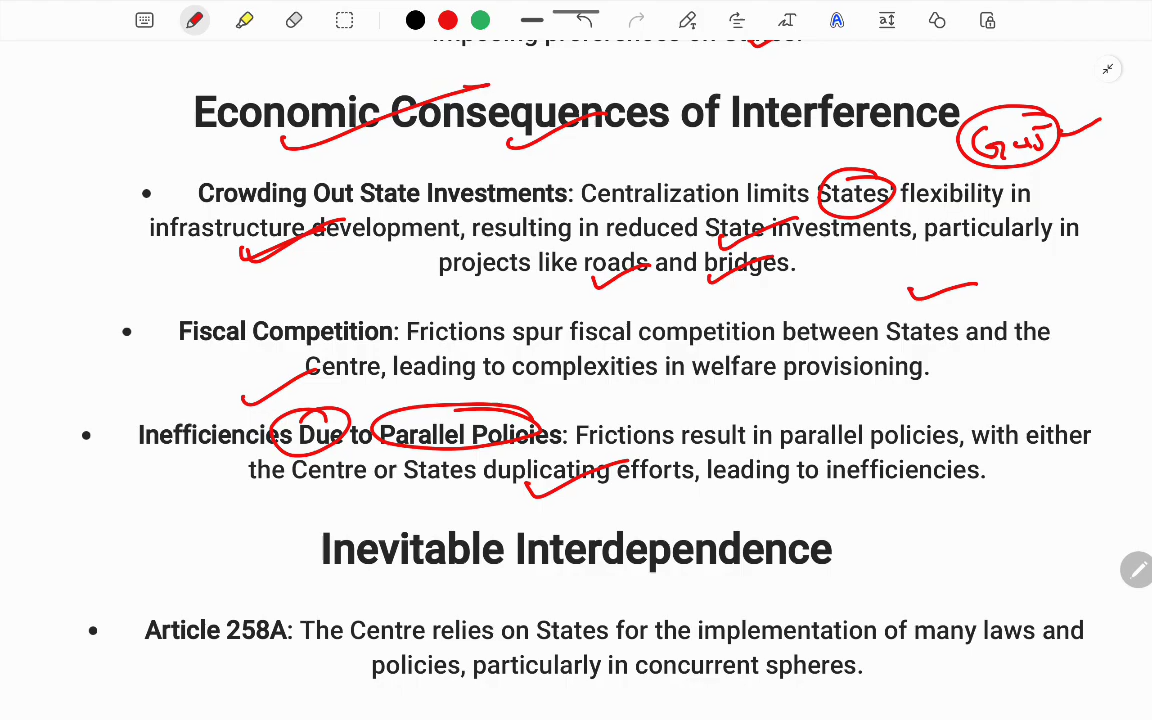 Economic Consequences of Interference
• Crowding Out State Investments: Centralization limits States' flexibility in
infrastructure development, resulting in reduced State investments, particularly in
projects like roads and bridges.
• Fiscal Competition: Frictions spur fiscal competition between States and the
Centre, leading to complexities in welfare provisioning.
• Inefficiencies Due to Parallel Policies: Frictions result in parallel policies, with either
the Centre or States duplicating efforts, leading to inefficiencies.
Inevitable Interdependence
• Article 258A: The Centre relies on States for the implementation of many laws and
policies, particularly in concurrent spheres.